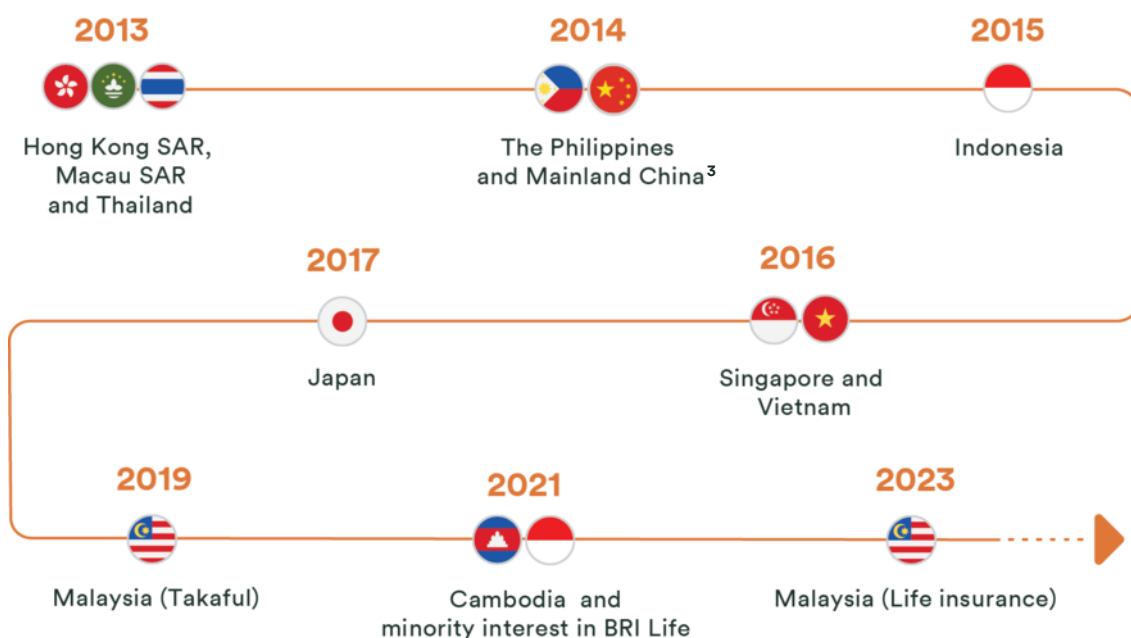 2013
Hong Kong SAR,
Macau SAR
and Thailand
2014
The Philippines
and Mainland China³
2015
Indonesia
2016
Singapore and
Vietnam
2017
Japan
2019
Malaysia (Takaful)
2021
Cambodia and
minority interest in BRI Life
2023
Malaysia (Life insurance)